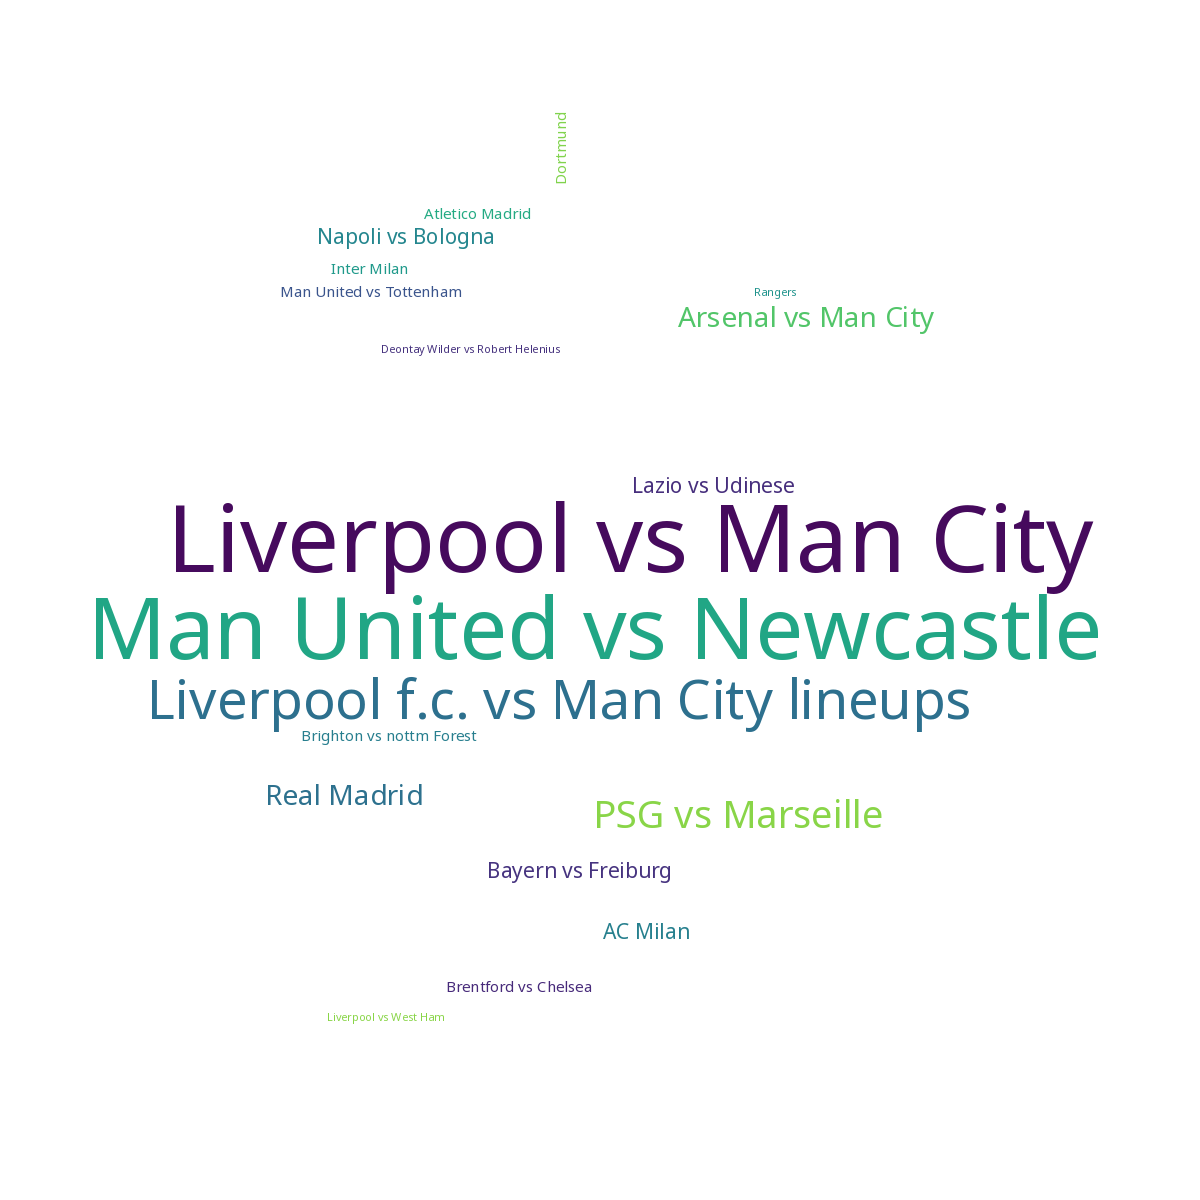 Dortmund
Atletico Madrid
Napoli vs Bologna
Inter Milan
Man United vs Tottenham
Rangers
Arsenal vs Man City
Deontay Wilder vs Robert Helenius
Lazio vs Udinese
Liverpool vs Man City
Man United vs Newcastle
Liverpool f.c. vs Man City lineups
Brighton vs nottm Forest
Real Madrid
PSG vs Marseille
Bayern vs Freiburg
AC Milan
Brentford vs Chelsea
Liverpool vs West Ham